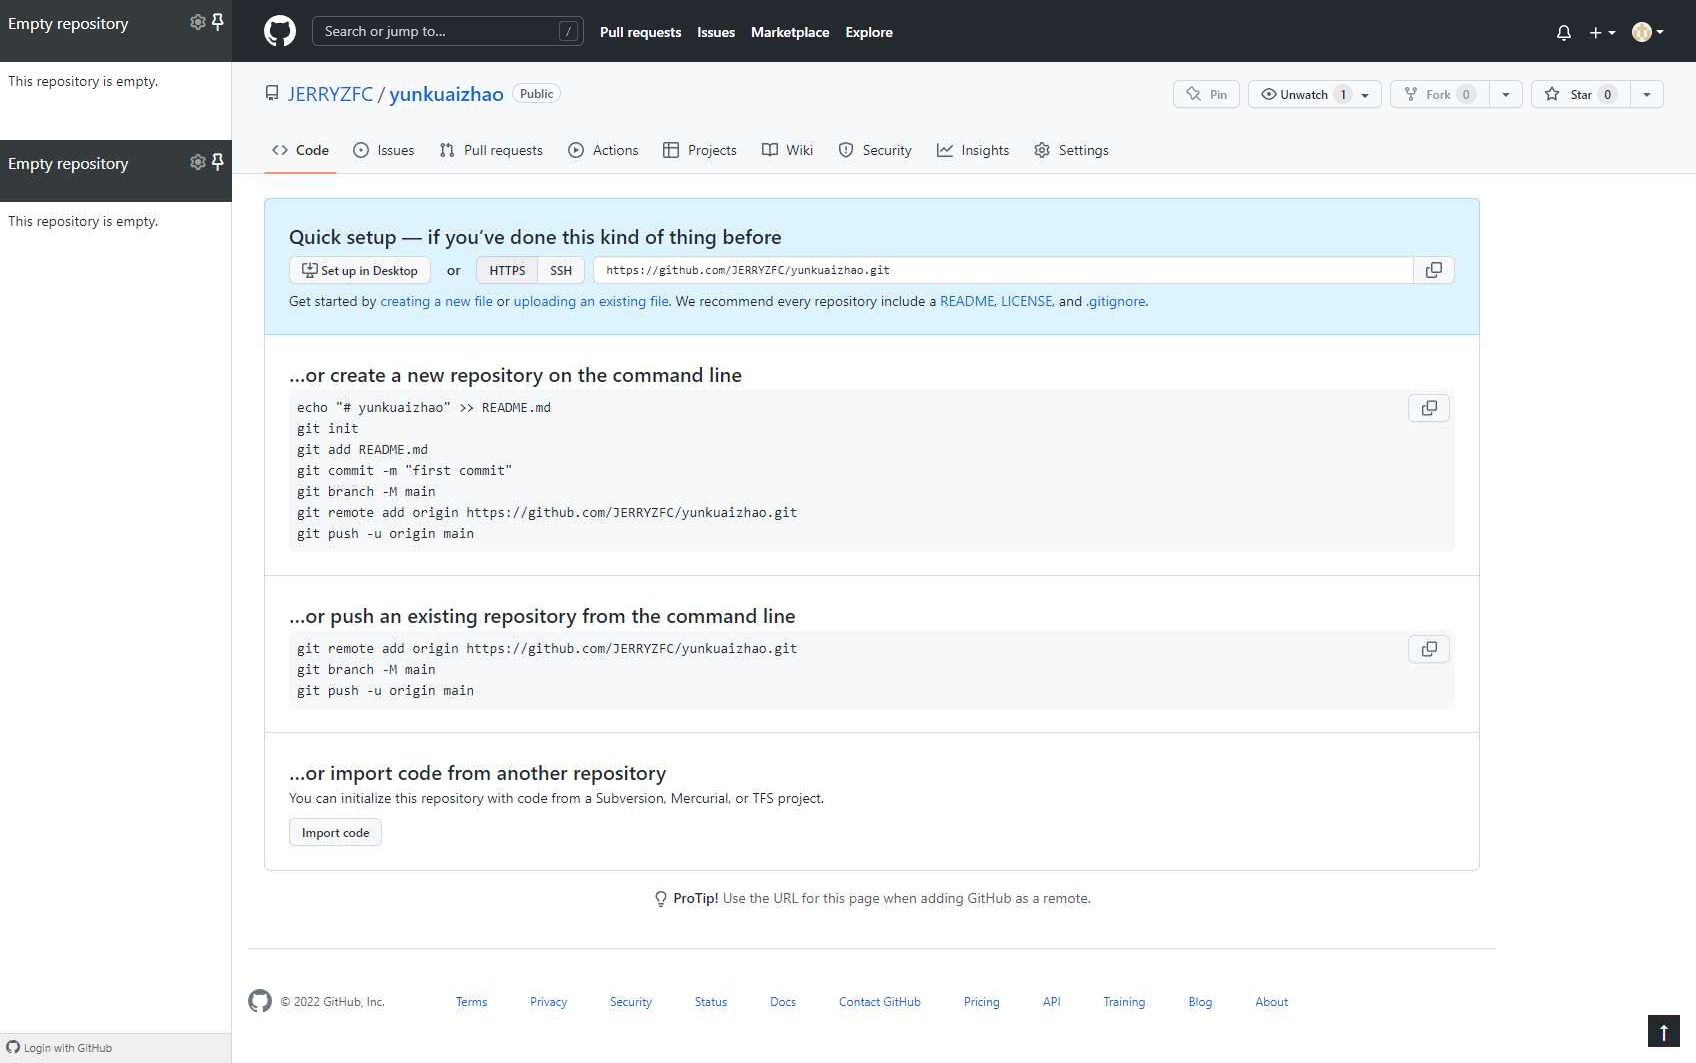 Empty repository
This repository is empty.
Empty repository
This repository is empty.
Login with GitHub
Search or jump to... /
Pull requests Issues Marketplace Explore
JERRYZFC / yunkuaizhao Public
Pin Unwatch 1 Fork 0 Star 0
Code Issues Pull requests Actions Projects Wiki Security Insights Settings
Quick setup — if you’ve done this kind of thing before
Set up in Desktop or HTTPS SSH https://github.com/JERRYZFC/yunkuaizhao.git
Get started by creating a new file or uploading an existing file. We recommend every repository include a README, LICENSE, and .gitignore.
…or create a new repository on the command line
echo "# yunkuaizhao" >> README.md
git init
git add README.md
git commit -m "first commit"
git branch -M main
git remote add origin https://github.com/JERRYZFC/yunkuaizhao.git
git push -u origin main
…or push an existing repository from the command line
git remote add origin https://github.com/JERRYZFC/yunkuaizhao.git
git branch -M main
git push -u origin main
…or import code from another repository
You can initialize this repository with code from a Subversion, Mercurial, or TFS project.
Import code
ProTip! Use the URL for this page when adding GitHub as a remote.
© 2022 GitHub, Inc. Terms Privacy Security Status Docs Contact GitHub Pricing API Training Blog About